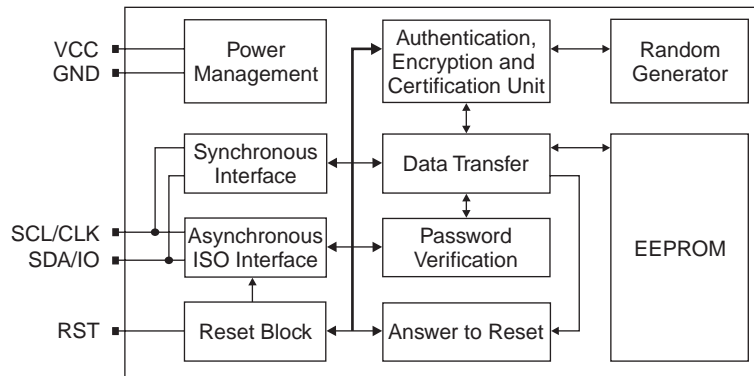 VCC
GND
Power
Management
Authentication,
Encryption and
Certification Unit
Random
Generator
Synchronous
Interface
Data Transfer
SCL/CLK
SDA/IO
Asynchronous
ISO Interface
Password
Verification
EEPROM
RST
Reset Block
Answer to Reset